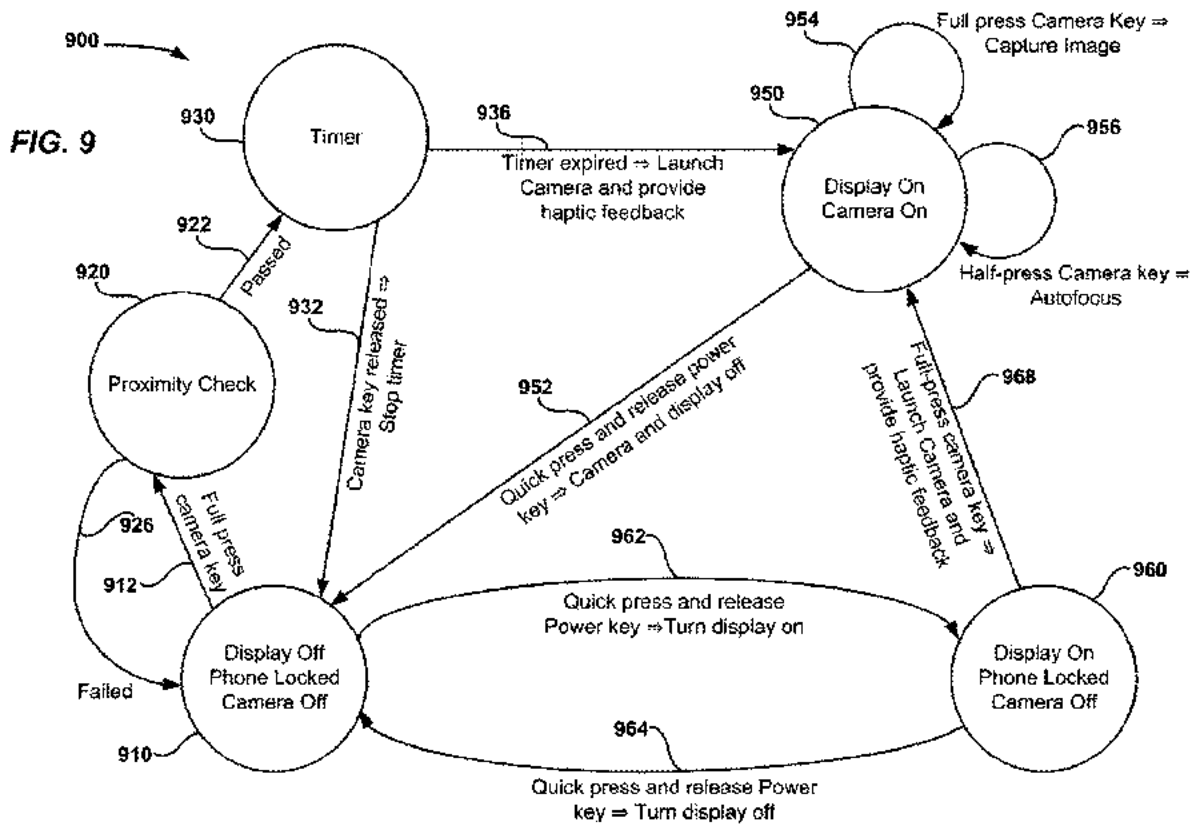 900
FIG. 9
930
Timer
936
Timer expired ⇒ Launch
Camera and provide
haptic feedback
954
Full press Camera Key ⇒
Capture Image
950
956
Display On
Camera On
Half-press Camera key ⇒
Autofocus
922
Passed
920
Proximity Check
932
Camera key released ⇒
Stop timer
952
Quick press and release power
key ⇒ Camera and display off
968
Full-press camera key ⇒
Launch Camera and
provide haptic feedback
926
912
Full press
camera key
Failed
Display Off
Phone Locked
Camera Off
910
962
Quick press and release
Power key ⇒Turn display on
960
Display On
Phone Locked
Camera Off
964
Quick press and release Power
key ⇒ Turn display off